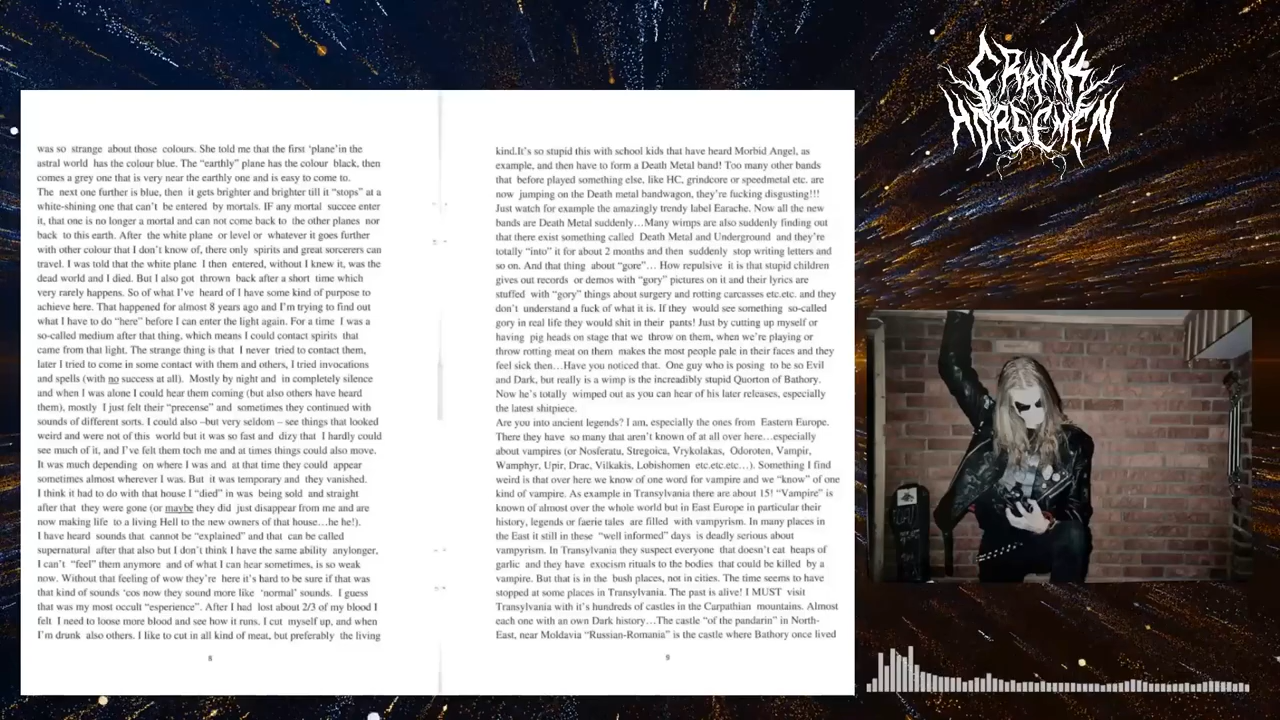 was so strange about those colours. She told me that the first 'plane'in the
astral world has the colour blue. The “earthly” plane has the colour black, then
comes a grey one that is very near the earthly one and is easy to come to.
The next one further is blue, then it gets brighter and brighter till it “stops” at a
white-shining one that can't be entered by mortals. IF any mortal succee enter
it, that one is no longer a mortal and can not come back to the other planes nor
back to this earth. After the white plane or level or whatever it goes further
with other colour that I don't know of, there only spirits and great sorcerers can
travel. I was told that the white plane I then entered, without I knew it, was the
dead world and I died. But I also got thrown back after a short time which
very rarely happens. So of what I've heard of I have some kind of purpose to
achieve here. That happened for almost 8 years ago and I'm trying to find out
what I have to do “here” before I can enter the light again. For a time I was a
so-called medium after that thing, which means I could contact spirits that
came from that light. The strange thing is that I never tried to contact them,
later I tried to come in some contact with them and others, I tried invocations
and spells (with no success at all). Mostly by night and in completely silence
and when I was alone I could hear them coming (but also others have heard
them), mostly I just felt their “precense” and sometimes they continued with
sounds of different sorts. I could also –but very seldom – see things that looked
weird and were not of this world but it was so fast and dizy that I hardly could
see much of it, and I've felt them toch me and at times things could also move.
It was much depending on where I was and at that time they could appear
sometimes almost wherever I was. But it was temporary and they vanished.
I think it had to do with that house I “died” in was being sold and straight
after that they were gone (or maybe they did just disappear from me and are
now making life to a living Hell to the new owners of that house…he he!).
I have heard sounds that cannot be “explained” and that can be called
supernatural after that also but I don't think I have the same ability anylonger,
I can't “feel” them anymore and of what I can hear sometimes, is so weak
now. Without that feeling of wow they're here it's hard to be sure if that was
that kind of sounds 'cos now they sound more like 'normal' sounds. I guess
that was my most occult “esperience”. After I had lost about 2/3 of my blood I
felt I need to loose more blood and see how it runs. I cut myself up, and when
I'm drunk also others. I like to cut in all kind of meat, but preferably the living
8
kind.It's so stupid this with school kids that have heard Morbid Angel, as
example, and then have to form a Death Metal band! Too many other bands
that before played something else, like HC, grindcore or speedmetal etc. are
now jumping on the Death metal bandwagon, they're fucking disgusting!!!
Just watch for example the amazingly trendy label Earache. Now all the new
bands are Death Metal suddenly…Many wimps are also suddenly finding out
that there exist something called Death Metal and Underground and they're
totally “into” it for about 2 months and then suddenly stop writing letters and
so on. And that thing about “gore”… How repulsive it is that stupid children
gives out records or demos with “gory” pictures on it and their lyrics are
stuffed with “gory” things about surgery and rotting carcasses etc.etc. and they
don't understand a fuck of what it is. If they would see something so-called
gory in real life they would shit in their pants! Just by cutting up myself or
having pig heads on stage that we throw on them, when we're playing or
throw rotting meat on them makes the most people pale in their faces and they
feel sick then…Have you noticed that. One guy who is posing to be so Evil
and Dark, but really is a wimp is the incredibly stupid Quorton of Bathory.
Now he's totally wimped out as you can hear of his later releases, especially
the latest shitpiece.
Are you into ancient legends? I am, especially the ones from Eastern Europe.
There they have so many that aren't known of at all over here…especially
about vampires (or Nosferatu, Stregoica, Vrykolakas, Odoroten, Vampir,
Wamphyr, Upir, Drac, Vilkakis, Lobishomen etc.etc.etc…). Something I find
weird is that over here we know of one word for vampire and we “know” of one
kind of vampire. As example in Transylvania there are about 15! “Vampire” is
known of almost over the whole world but in East Europe in particular their
history, legends or faerie tales are filled with vampyrism. In many places in
the East it still in these “well informed” days is deadly serious about
vampyrism. In Transylvania they suspect everyone that doesn't eat heaps of
garlic and they have exocism rituals to the bodies that could be killed by a
vampire. But that is in the bush places, not in cities. The time seems to have
stopped at some places in Transylvania. The past is alive! I MUST visit
Transylvania with it's hundreds of castles in the Carpathian mountains. Almost
each one with an own Dark history…The castle “of the pandarin” in North-
East, near Moldavia “Russian-Romania” is the castle where Bathory once lived
9
CRANK
HORSEMEN